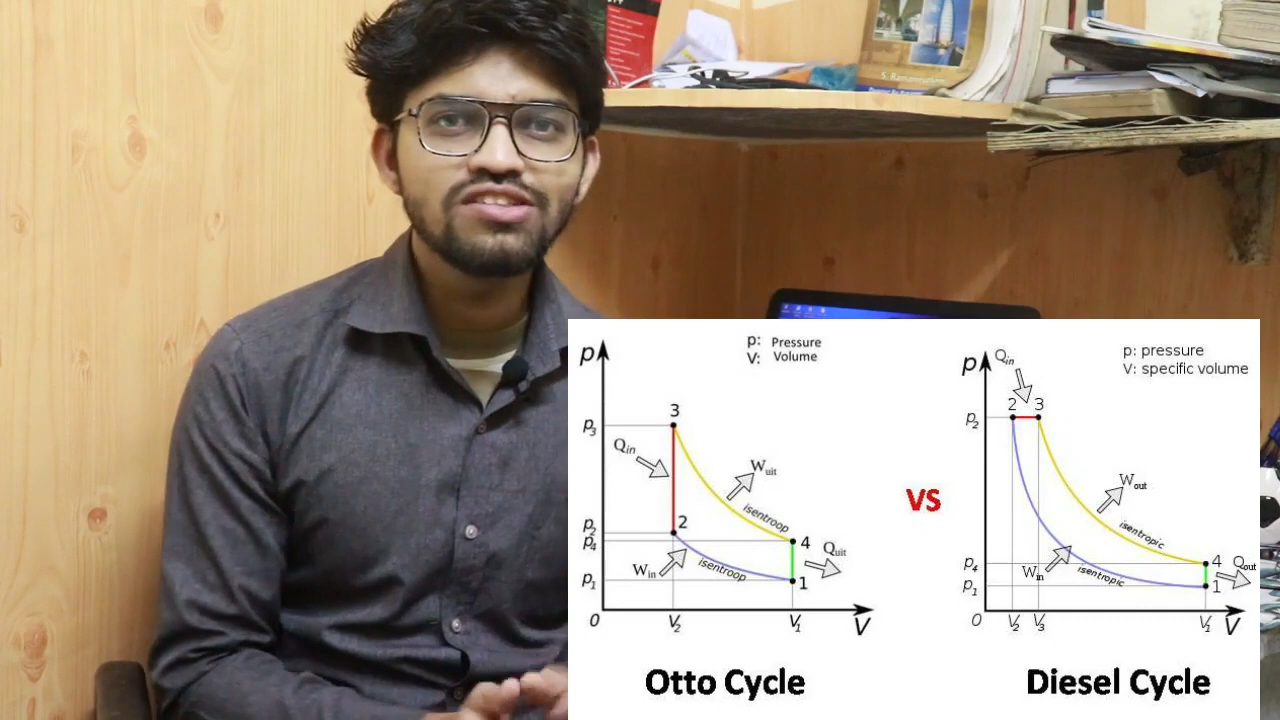 S. Ramamrutham
p: Pressure
V: Volume
p
3
p3
Qin
Wuit
isentroop
2
p2
p4
4
Quit
Win
isentroop
p1
1
0
V2
V1
V
Otto Cycle
VS
p: pressure
V: specific volume
Qin
p
2 3
p2
Wout
isentropic
p4
4
Qout
Win
isentropic
p1
1
0
V2
V3
V1
V
Diesel Cycle